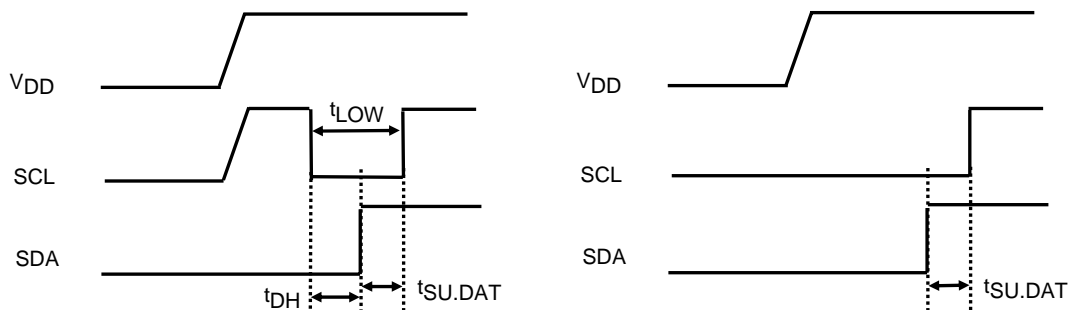 VDD
SCL
tLOW
SDA
tDH
tSU.DAT
VDD
SCL
SDA
tSU.DAT